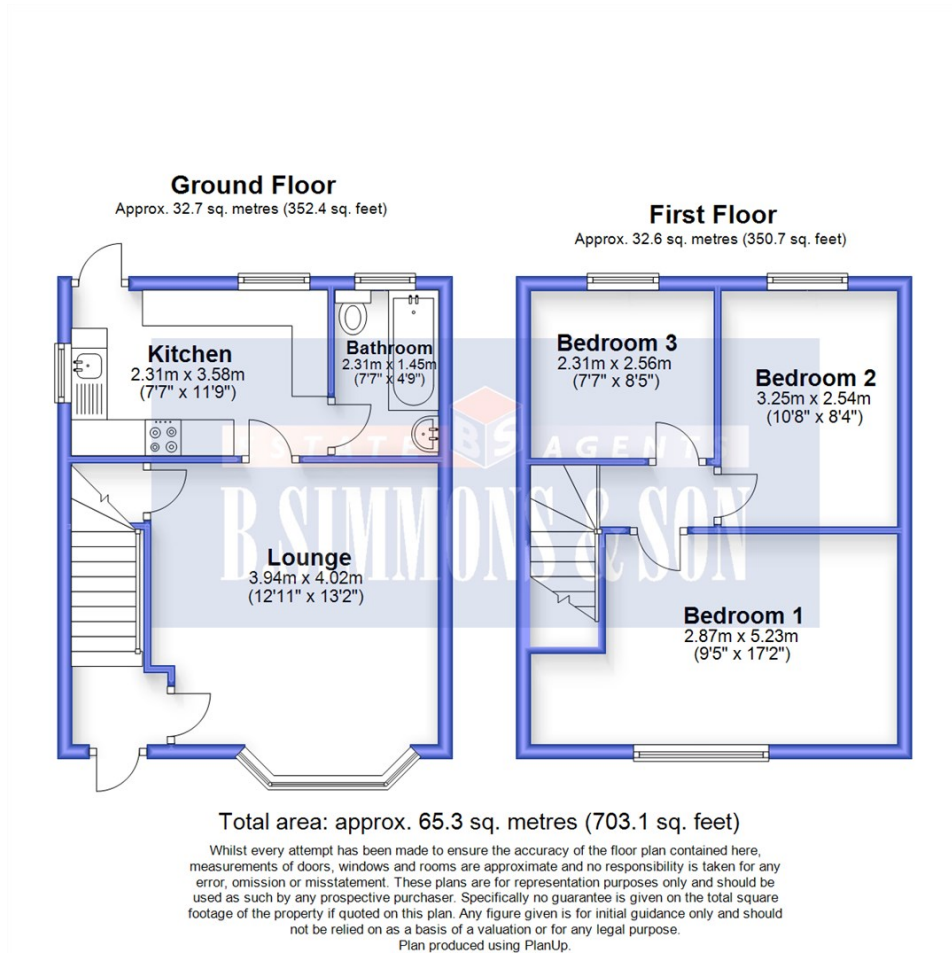 Ground Floor
Approx. 32.7 sq. metres (352.4 sq. feet)
First Floor
Approx. 32.6 sq. metres (350.7 sq. feet)
Kitchen
2.31m x 3.58m
(7'7" x 11'9")
Bathroom
2.31m x 1.45m
(7'7" x 4'9")
Bedroom 3
2.31m x 2.56m
(7'7" x 8'5")
Bedroom 2
3.25m x 2.54m
(10'8" x 8'4")
ESTATE BS AGENTS
B.SIMMONS & SON
Lounge
3.94m x 4.02m
(12'11" x 13'2")
Bedroom 1
2.87m x 5.23m
(9'5" x 17'2")
Total area: approx. 65.3 sq. metres (703.1 sq. feet)
Whilst every attempt has been made to ensure the accuracy of the floor plan contained here,
measurements of doors, windows and rooms are approximate and no responsibility is taken for any
error, omission or misstatement. These plans are for representation purposes only and should be
used as such by any prospective purchaser. Specifically no guarantee is given on the total square
footage of the property if quoted on this plan. Any figure given is for initial guidance only and should
not be relied on as a basis of a valuation or for any legal purpose.
Plan produced using PlanUp.